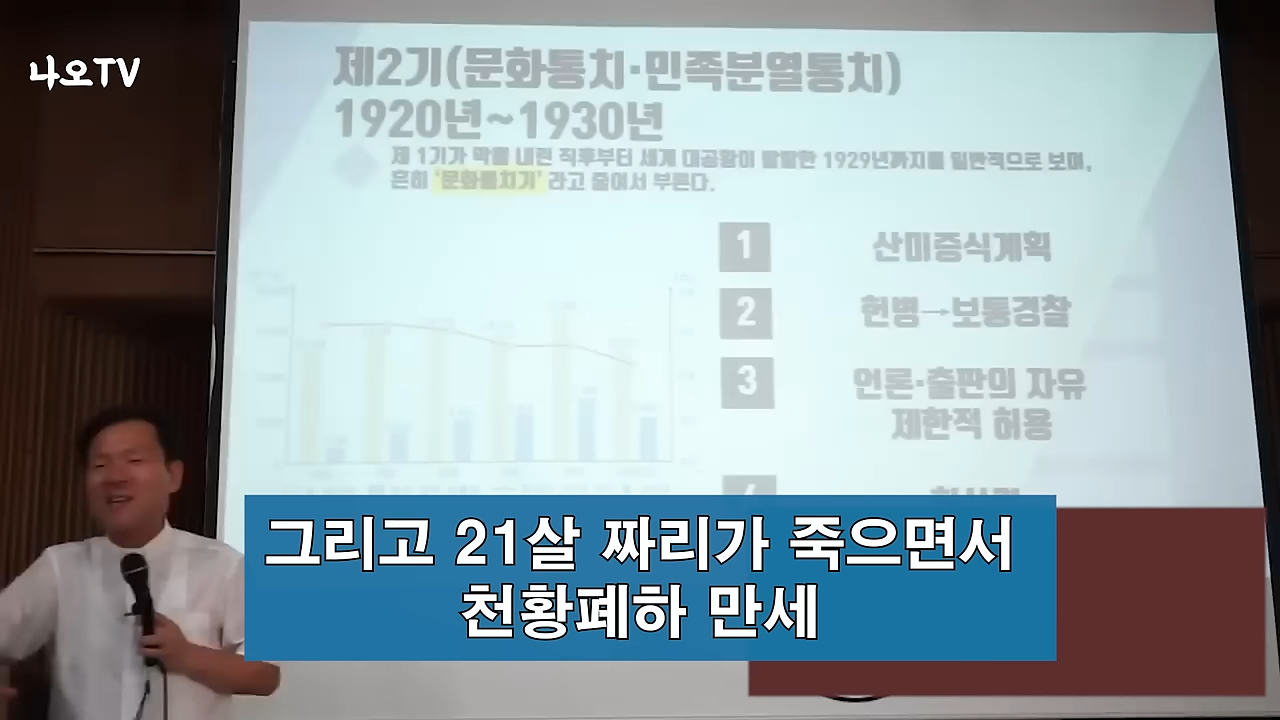 나오TV
제2기(문화통치·민족분열통치)
1920년~1930년
제 1기가 막을 내린 직후부터 세계 대공황이 발발한 1929년까지를 일반적으로 보며,
흔히 '문화통치기' 라고 줄여서 부른다.
1 산미증식계획
2 헌병→보통경찰
3 언론·출판의 자유
제한적 허용
그리고 21살 짜리가 죽으면서
천황폐하 만세